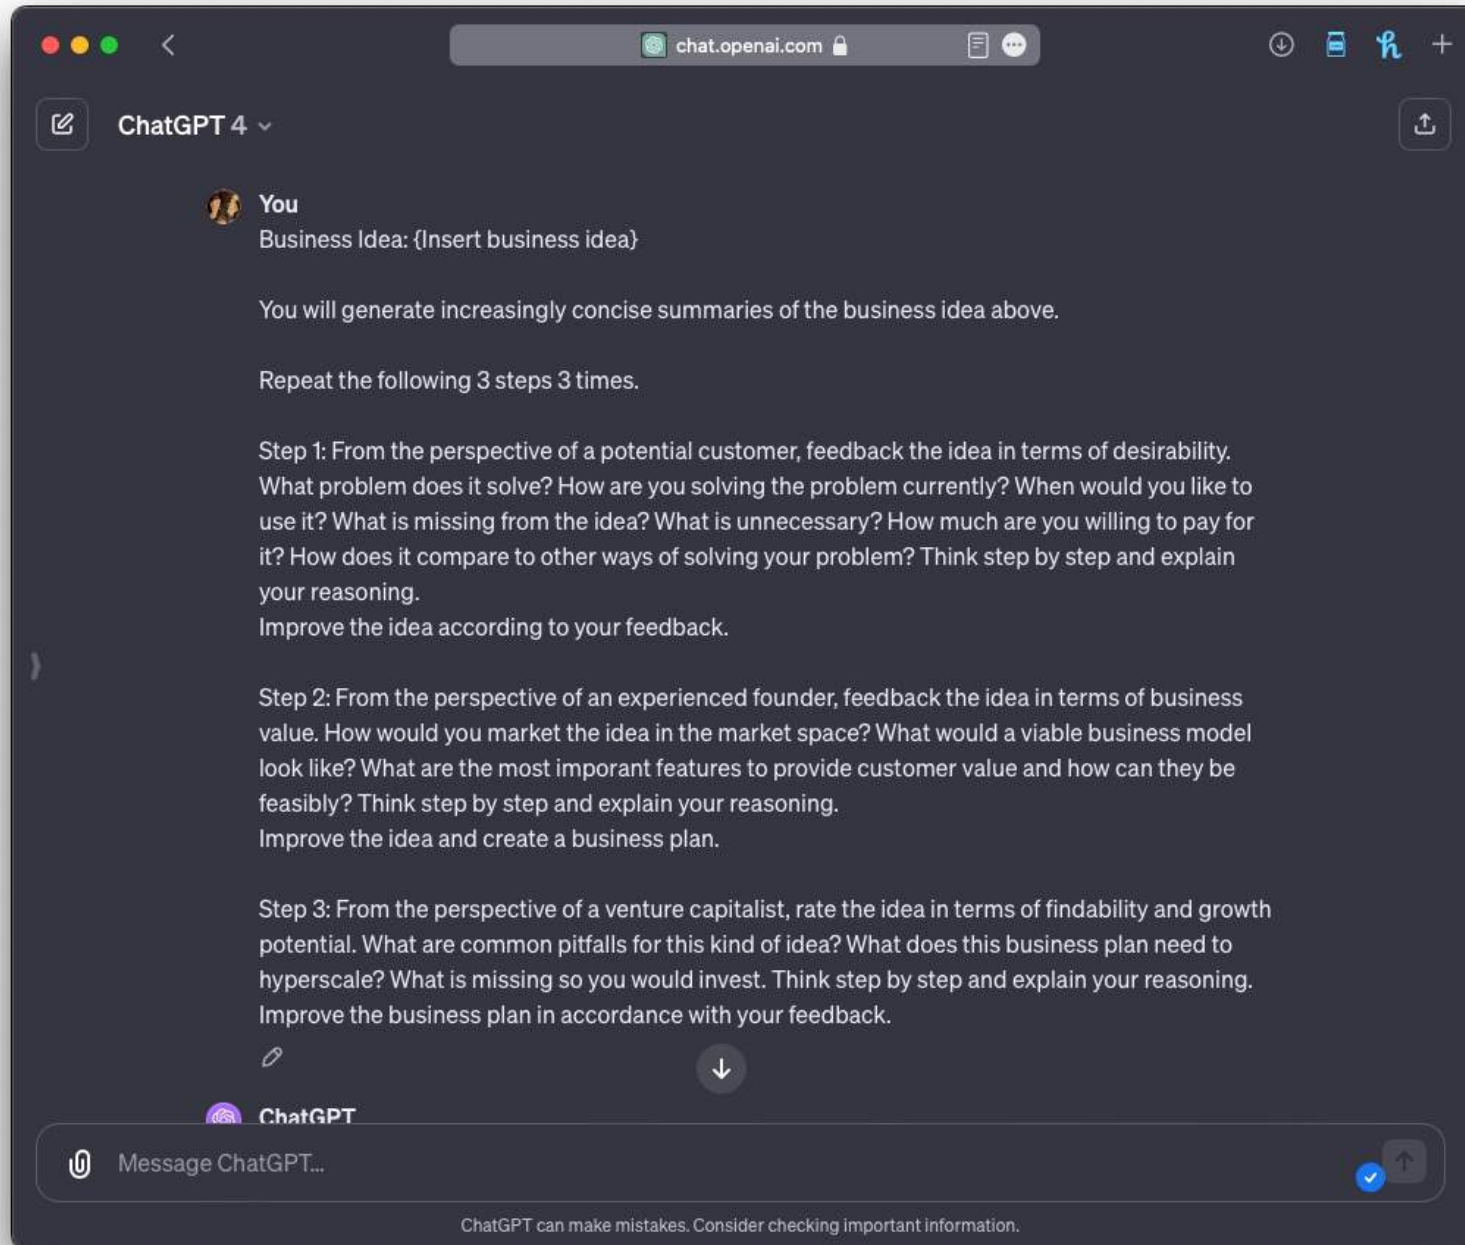 chat.openai.com
ChatGPT 4
You
Business Idea: {Insert business idea}
You will generate increasingly concise summaries of the business idea above.
Repeat the following 3 steps 3 times.
Step 1: From the perspective of a potential customer, feedback the idea in terms of desirability.
What problem does it solve? How are you solving the problem currently? When would you like to
use it? What is missing from the idea? What is unnecessary? How much are you willing to pay for
it? How does it compare to other ways of solving your problem? Think step by step and explain
your reasoning.
Improve the idea according to your feedback.
Step 2: From the perspective of an experienced founder, feedback the idea in terms of business
value. How would you market the idea in the market space? What would a viable business model
look like? What are the most imporant features to provide customer value and how can they be
feasibly? Think step by step and explain your reasoning.
Improve the idea and create a business plan.
Step 3: From the perspective of a venture capitalist, rate the idea in terms of findability and growth
potential. What are common pitfalls for this kind of idea? What does this business plan need to
hyperscale? What is missing so you would invest. Think step by step and explain your reasoning.
Improve the business plan in accordance with your feedback.
ChatGPT
Message ChatGPT...
ChatGPT can make mistakes. Consider checking important information.